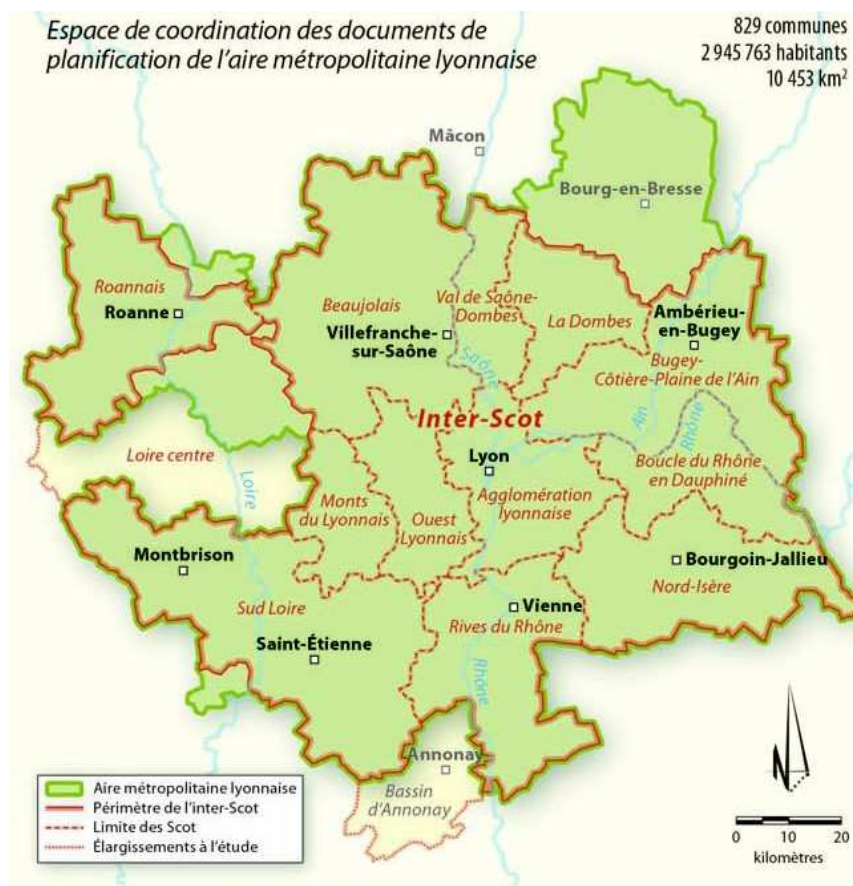 Espace de coordination des documents de
planification de l'aire métropolitaine lyonnaise
829 communes
2 945 763 habitants
10 453 km²
Mâcon
Bourg-en-Bresse
Roannais
Roanne
Beaujolais
Villefranche-
sur-Saône
Val de Saône-
Dombes
La Dombes
Ambérieu-
en-Bugey
Bugey-
Côtière-Plaine de l'Ain
Saône
Inter-Scot
Ain
Rhône
Loire centre
Loire
Lyon
Boucle du Rhône
en Dauphiné
Monts
du Lyonnais
Ouest
Lyonnais
Agglomération
lyonnaise
Montbrison
Bourgoin-Jallieu
Nord-Isère
Sud Loire
Vienne
Rives du Rhône
Saint-Étienne
Rhône
Annonay
Bassin
d'Annonay
Aire métropolitaine lyonnaise
Périmètre de l'inter-Scot
Limite des Scot
Élargissements à l'étude
N
0 10 20
kilomètres